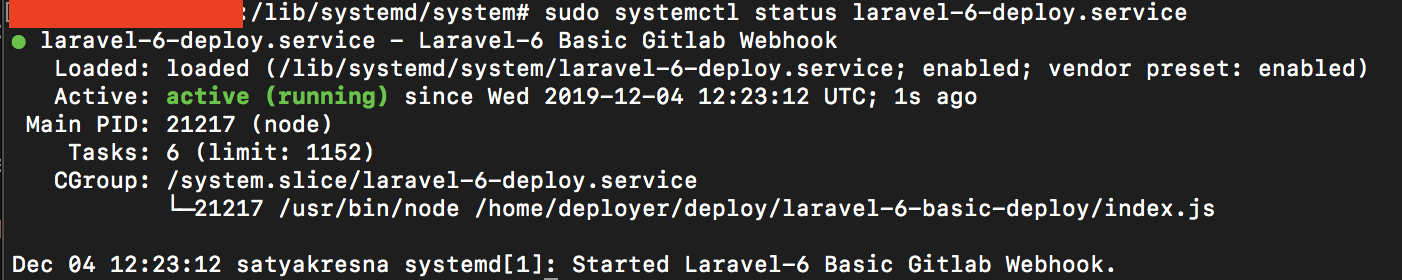 :/lib/systemd/system# sudo systemctl status laravel-6-deploy.service
● laravel-6-deploy.service - Laravel-6 Basic Gitlab Webhook
Loaded: loaded (/lib/systemd/system/laravel-6-deploy.service; enabled; vendor preset: enabled)
Active: active (running) since Wed 2019-12-04 12:23:12 UTC; 1s ago
Main PID: 21217 (node)
Tasks: 6 (limit: 1152)
CGroup: /system.slice/laravel-6-deploy.service
└─21217 /usr/bin/node /home/deployer/deploy/laravel-6-basic-deploy/index.js
Dec 04 12:23:12 satyakresna systemd[1]: Started Laravel-6 Basic Gitlab Webhook.